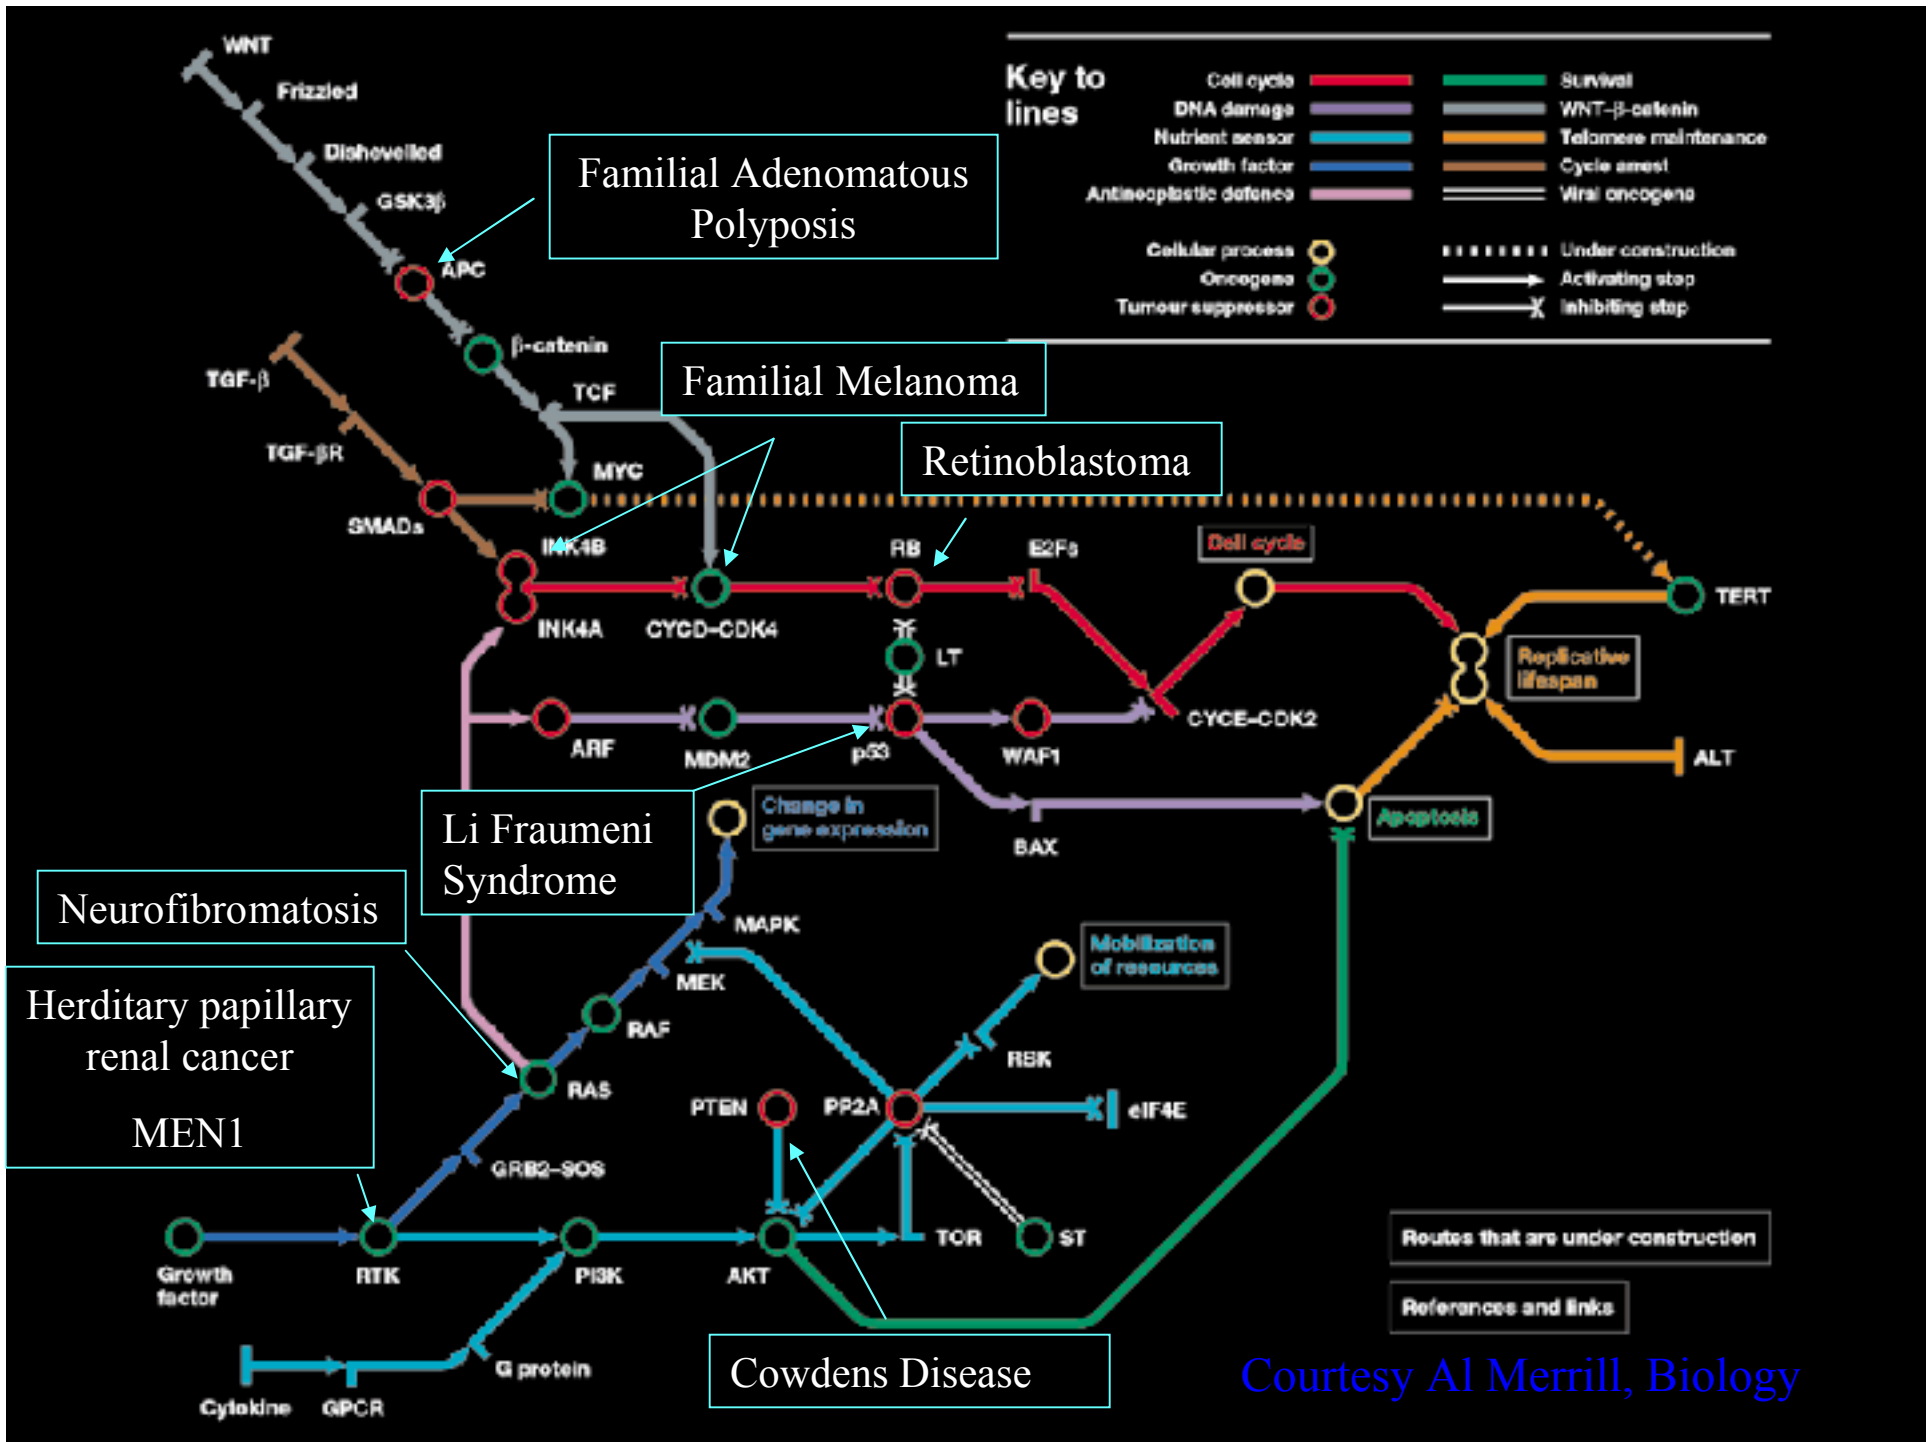 WNT
Frizzled
Dishevelled
GSK3β
APC
β-catenin
TCF
MYC
TGF-β
TGF-βR
SMADs
Key to
lines
Cell cycle
DNA damage
Nutrient sensor
Growth factor
Antineoplastic defence
Survival
WNT-β-catenin
Telomere maintenance
Cycle arrest
Viral oncogene
Cellular process
Oncogene
Tumour suppressor
Under construction
Activating step
Inhibiting step
Familial Adenomatous
Polyposis
Familial Melanoma
Retinoblastoma
INK4B
INK4A
CYCD-CDK4
RB
E2Fs
Cell cycle
TERT
LT
Replicative
lifespan
ARF
MDM2
p53
WAF1
CYCE-CDK2
ALT
Li Fraumeni
Syndrome
Change in
gene expression
BAX
Apoptosis
Neurofibromatosis
MAPK
MEK
RAF
RAS
Mobilization
of resources
RSK
Herditary papillary
renal cancer
MEN1
PTEN
PP2A
eIF4E
GRB2-SOS
Growth
factor
RTK
PI3K
AKT
TOR
ST
Cytokine
GPCR
G protein
Cowdens Disease
Routes that are under construction
References and links
Courtesy Al Merrill, Biology